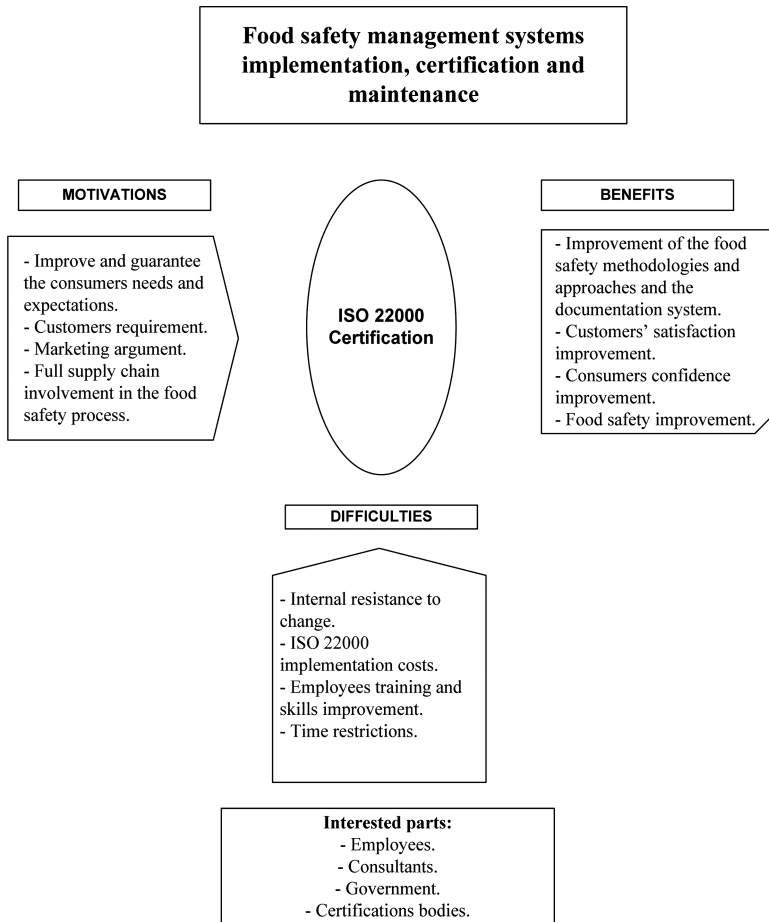 Food safety management systems
implementation, certification and
maintenance
MOTIVATIONS
- Improve and guarantee
the consumers needs and
expectations.
- Customers requirement.
- Marketing argument.
- Full supply chain
involvement in the food
safety process.
ISO 22000
Certification
BENEFITS
- Improvement of the food
safety methodologies and
approaches and the
documentation system.
- Customers’ satisfaction
improvement.
- Consumers confidence
improvement.
- Food safety improvement.
DIFFICULTIES
- Internal resistance to
change.
- ISO 22000
implementation costs.
- Employees training and
skills improvement.
- Time restrictions.
Interested parts:
- Employees.
- Consultants.
- Government.
- Certifications bodies.